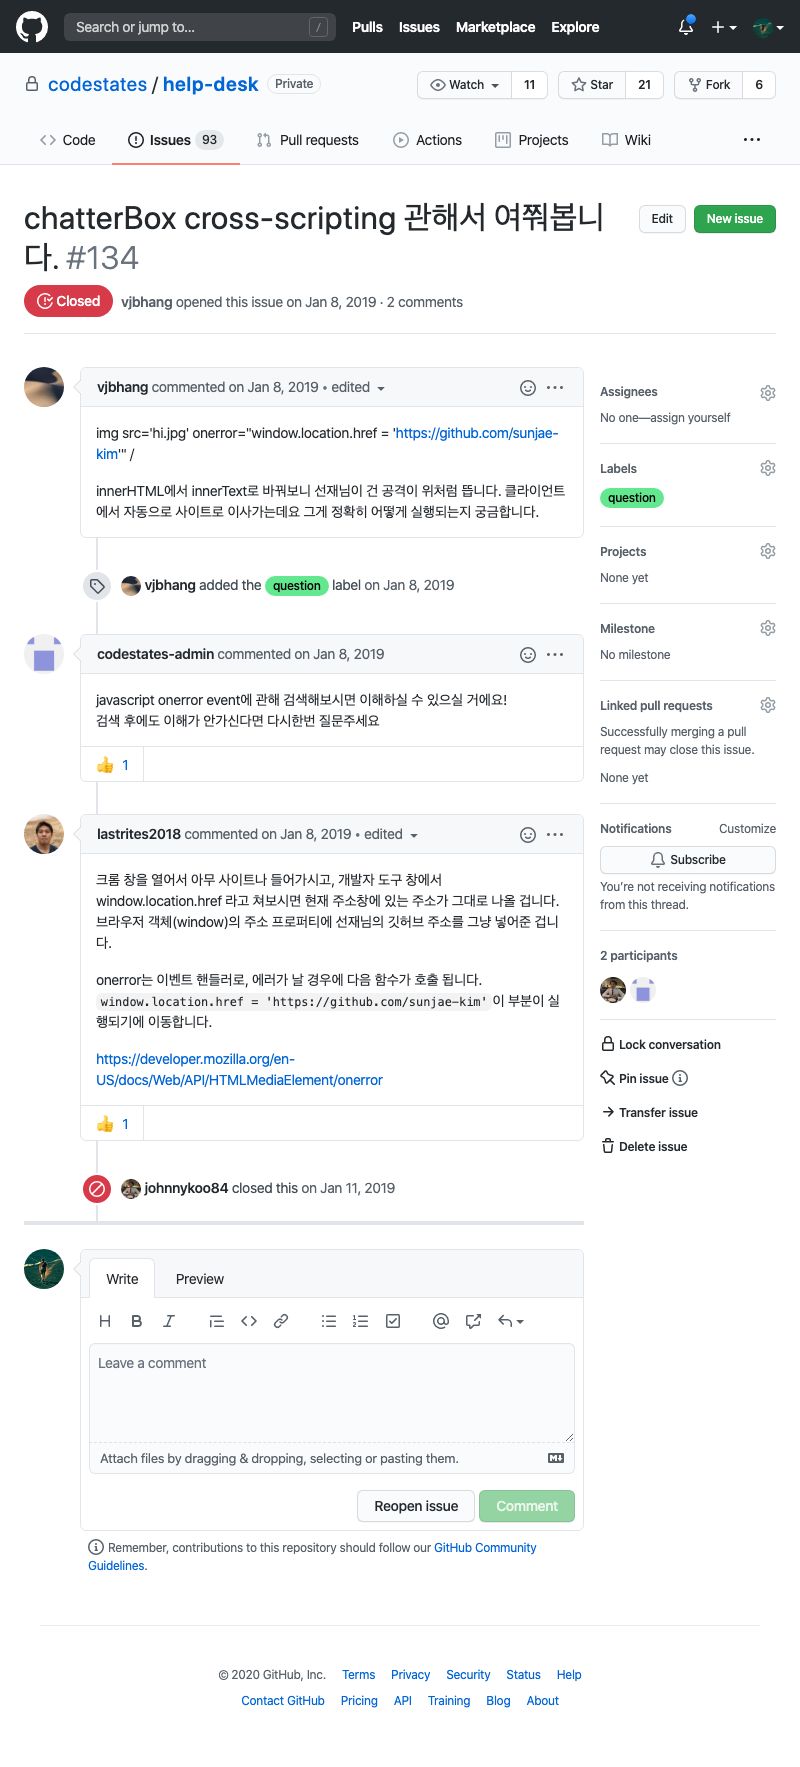 Search or jump to... /
Pulls Issues Marketplace Explore
codestates / help-desk Private
Watch 11 Star 21 Fork 6
Code Issues 93 Pull requests Actions Projects Wiki ...
chatterBox cross-scripting 관해서 여쭤봅니
다. #134
Edit New issue
Closed vjbhang opened this issue on Jan 8, 2019 · 2 comments
vjbhang commented on Jan 8, 2019 • edited
img src='hi.jpg' onerror="window.location.href = 'https://github.com/sunjae-
kim'" /
innerHTML에서 innerText로 바꿔보니 선재님이 건 공격이 위처럼 뜹니다. 클라이언트
에서 자동으로 사이트로 이사가는데요 그게 정확히 어떻게 실행되는지 궁금합니다.
vjbhang added the question label on Jan 8, 2019
codestates-admin commented on Jan 8, 2019
javascript onerror event에 관해 검색해보시면 이해하실 수 있으실 거에요!
검색 후에도 이해가 안가신다면 다시한번 질문주세요
👍 1
lastrites2018 commented on Jan 8, 2019 • edited
크롬 창을 열어서 아무 사이트나 들어가시고, 개발자 도구 창에서
window.location.href 라고 쳐보시면 현재 주소창에 있는 주소가 그대로 나올 겁니다.
브라우저 객체(window)의 주소 프로퍼티에 선재님의 깃허브 주소를 그냥 넣어준 겁니
다.
onerror는 이벤트 핸들러로, 에러가 날 경우에 다음 함수가 호출 됩니다.
window.location.href = 'https://github.com/sunjae-kim' 이 부분이 실
행되기에 이동합니다.
https://developer.mozilla.org/en-
US/docs/Web/API/HTMLMediaElement/onerror
👍 1
johnnykoo84 closed this on Jan 11, 2019
Assignees
No one—assign yourself
Labels
question
Projects
None yet
Milestone
No milestone
Linked pull requests
Successfully merging a pull
request may close this issue.
None yet
Notifications Customize
Subscribe
You're not receiving notifications
from this thread.
2 participants
Lock conversation
Pin issue
Transfer issue
Delete issue
Write Preview
Leave a comment
Attach files by dragging & dropping, selecting or pasting them.
Reopen issue Comment
Remember, contributions to this repository should follow our GitHub Community
Guidelines.
© 2020 GitHub, Inc. Terms Privacy Security Status Help
Contact GitHub Pricing API Training Blog About